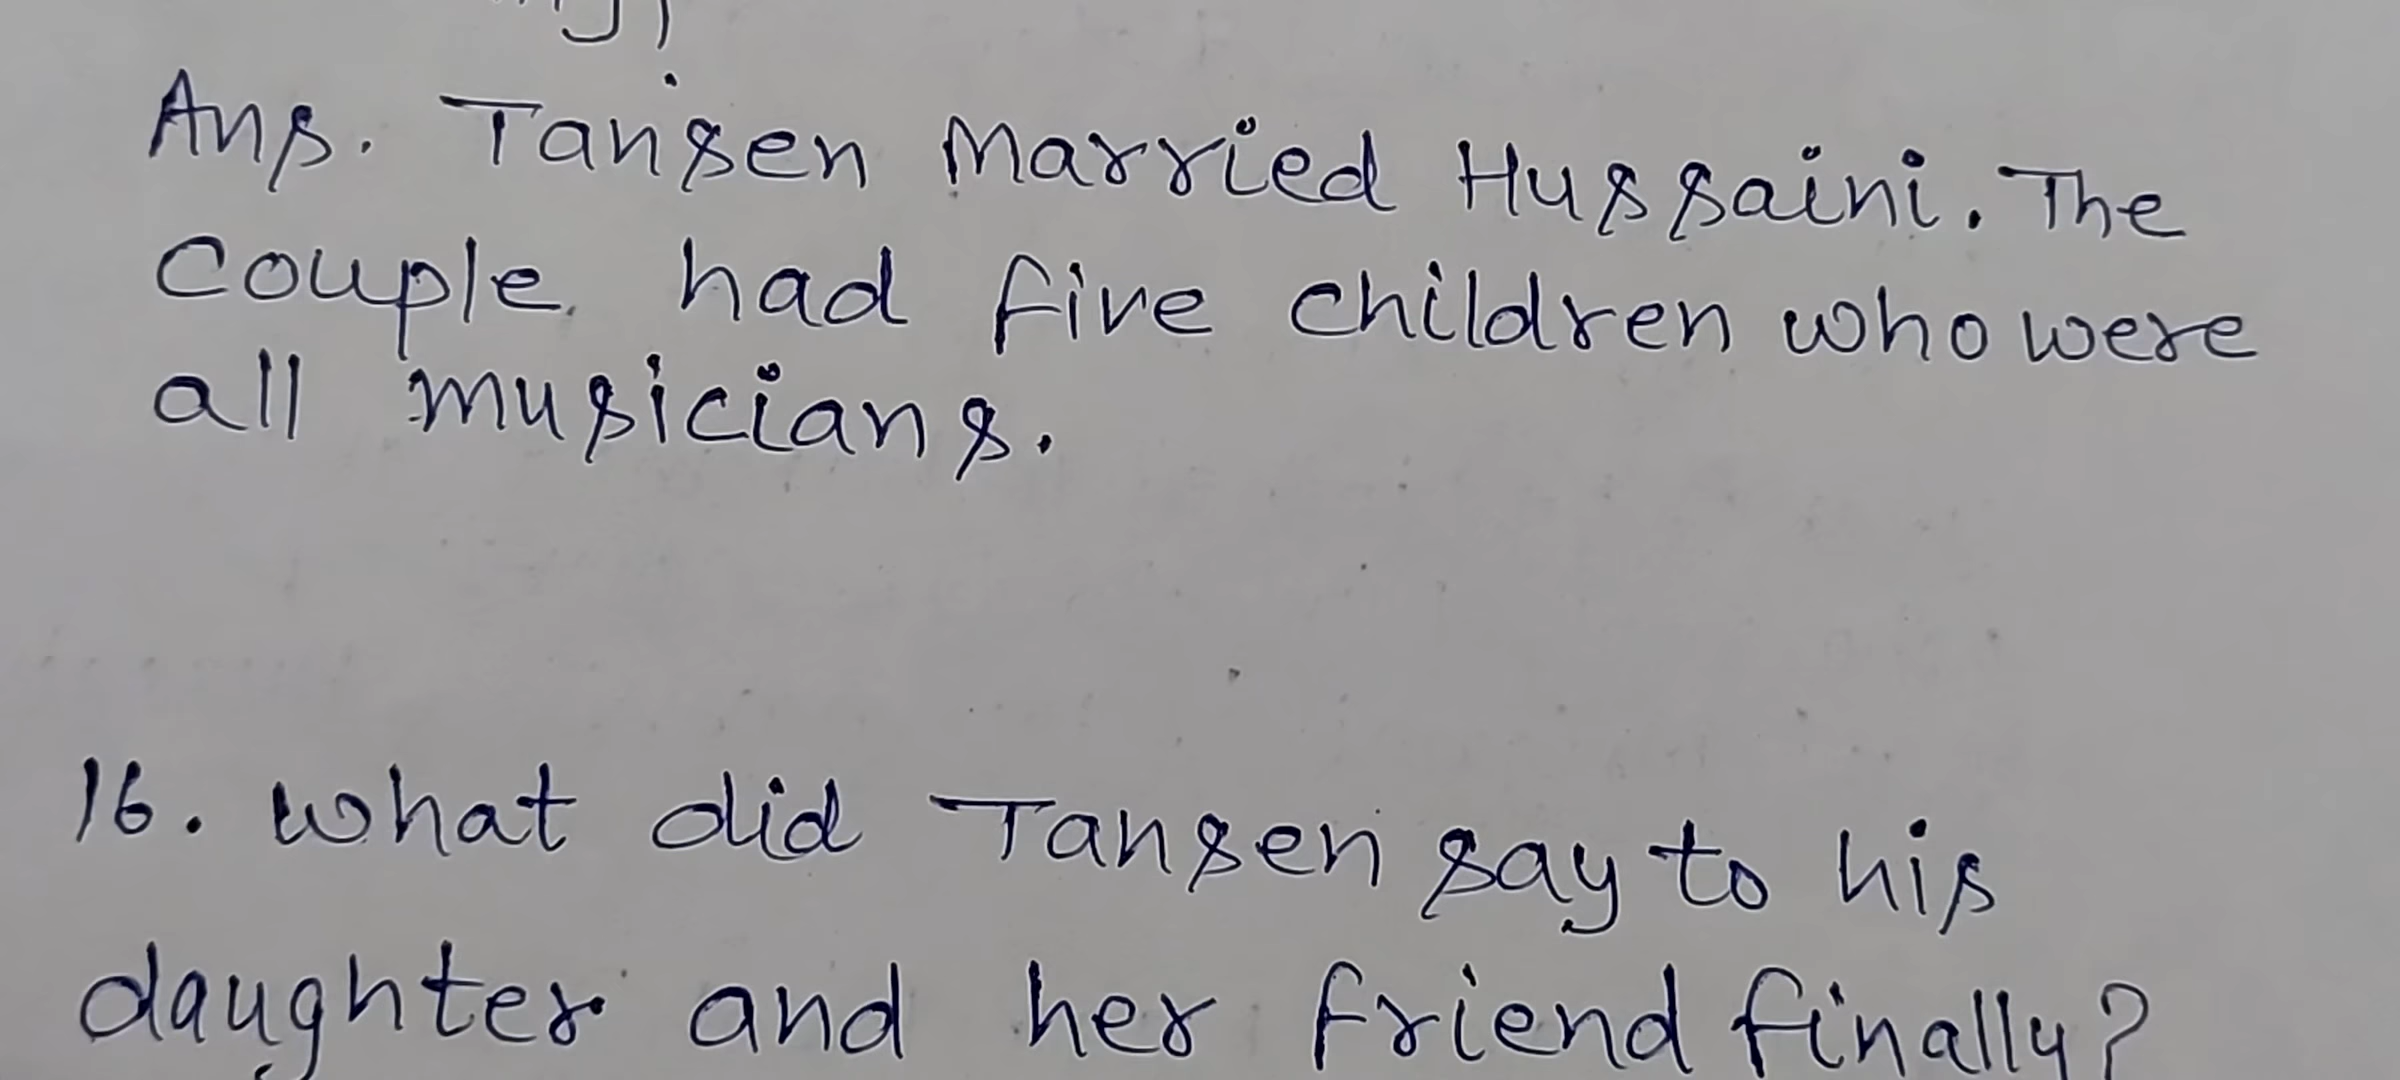 Ans. Tansen Married Hussaini. The
Couple had five children who were
all musicians.
16. What did Tansen say to his
daughter and her friend finally?